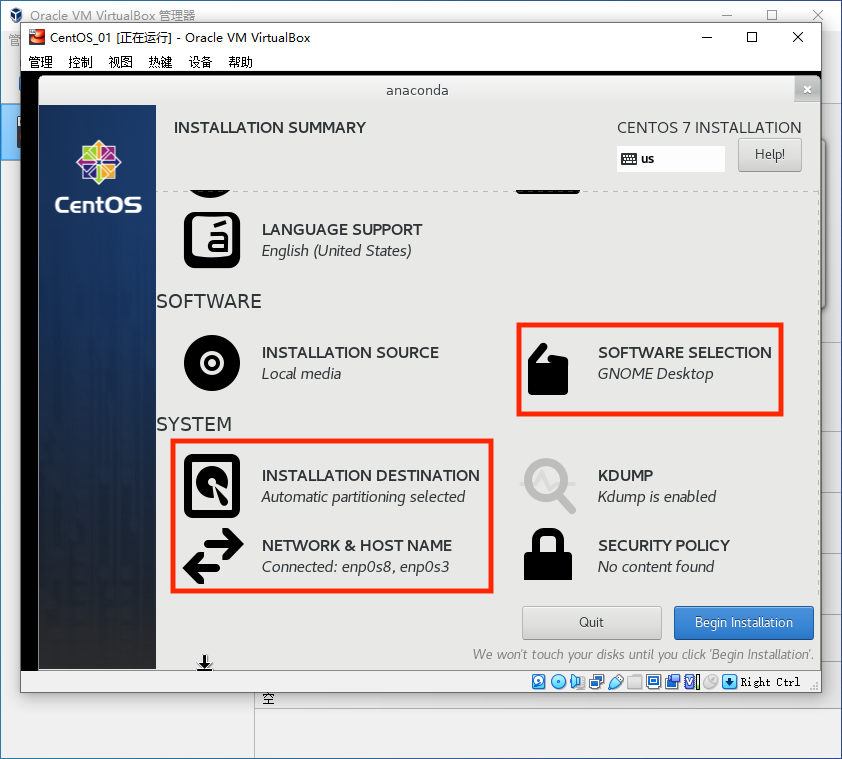 Oracle VM VirtualBox 管理器
CentOS_01 [正在运行] - Oracle VM VirtualBox
管理 控制 视图 热键 设备 帮助
anaconda
INSTALLATION SUMMARY
CENTOS 7 INSTALLATION
us
Help!
CentOS
LANGUAGE SUPPORT
English (United States)
SOFTWARE
INSTALLATION SOURCE
Local media
SOFTWARE SELECTION
GNOME Desktop
SYSTEM
INSTALLATION DESTINATION
Automatic partitioning selected
KDUMP
Kdump is enabled
NETWORK & HOST NAME
Connected: enp0s8, enp0s3
SECURITY POLICY
No content found
Quit
Begin Installation
We won't touch your disks until you click 'Begin Installation'.
Right Ctrl
空